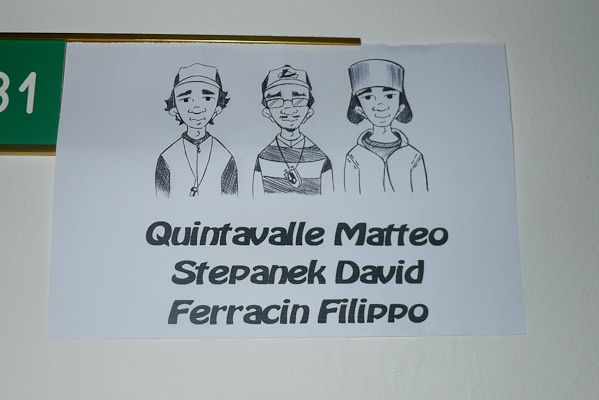 31
Quintavalle Matteo
Stepanek David
Ferracin Filippo